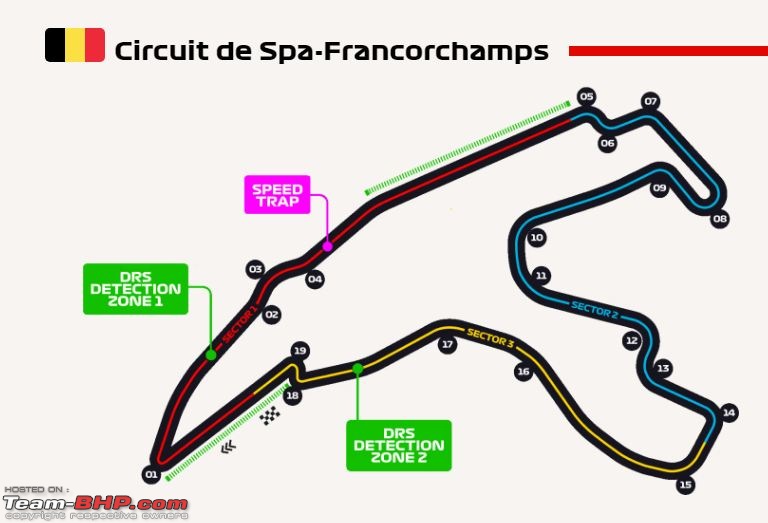 Circuit de Spa-Francorchamps
05
07
06
SPEED
TRAP
09
08
10
03
04
DRS
DETECTION
ZONE 1
11
02
SECTOR 1
SECTOR 2
12
19
17
SECTOR 3
13
16
18
14
DRS
DETECTION
ZONE 2
01
15
HOSTED ON :
Team-BHP.com
copyright respective owners